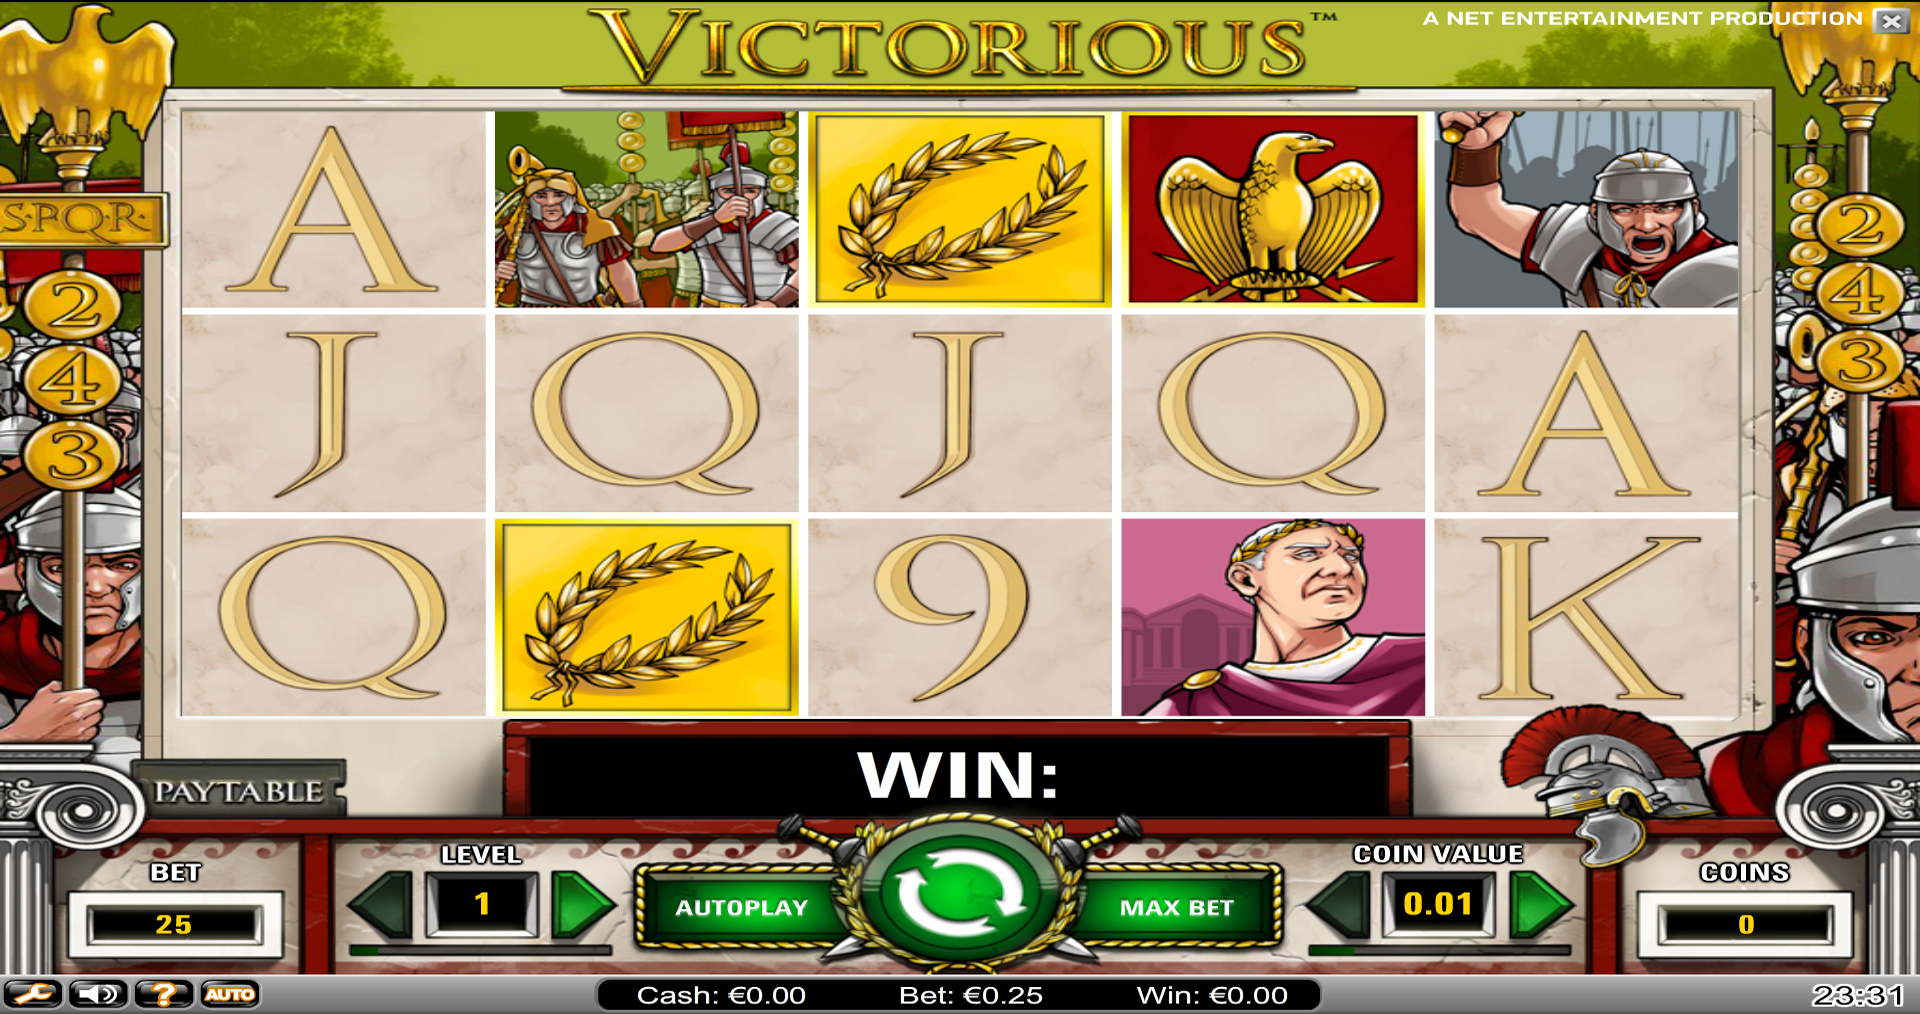 VICTORIOUS™
A NET ENTERTAINMENT PRODUCTION
S·P·Q·R·
2
4
3
2
4
3
A
J Q J Q A
Q 9 K
WIN:
PAYTABLE
BET
25
LEVEL
1
AUTOPLAY
MAX BET
COIN VALUE
0.01
COINS
0
?
AUTO
Cash: €0.00 Bet: €0.25 Win: €0.00
23:31